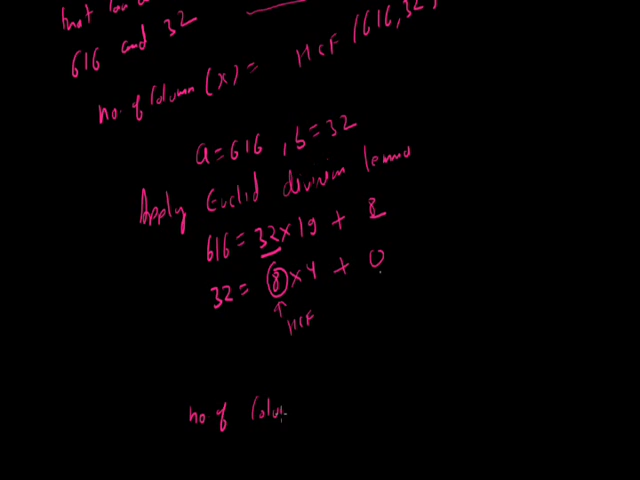 that
616 and 32
no. of column (x) = HCF (616, 32)
a = 616 , b = 32
Apply Euclid division lemma
616 = 32 × 19 + 8
32 = 8 × 4 + 0
↑
HCF
no of Colu